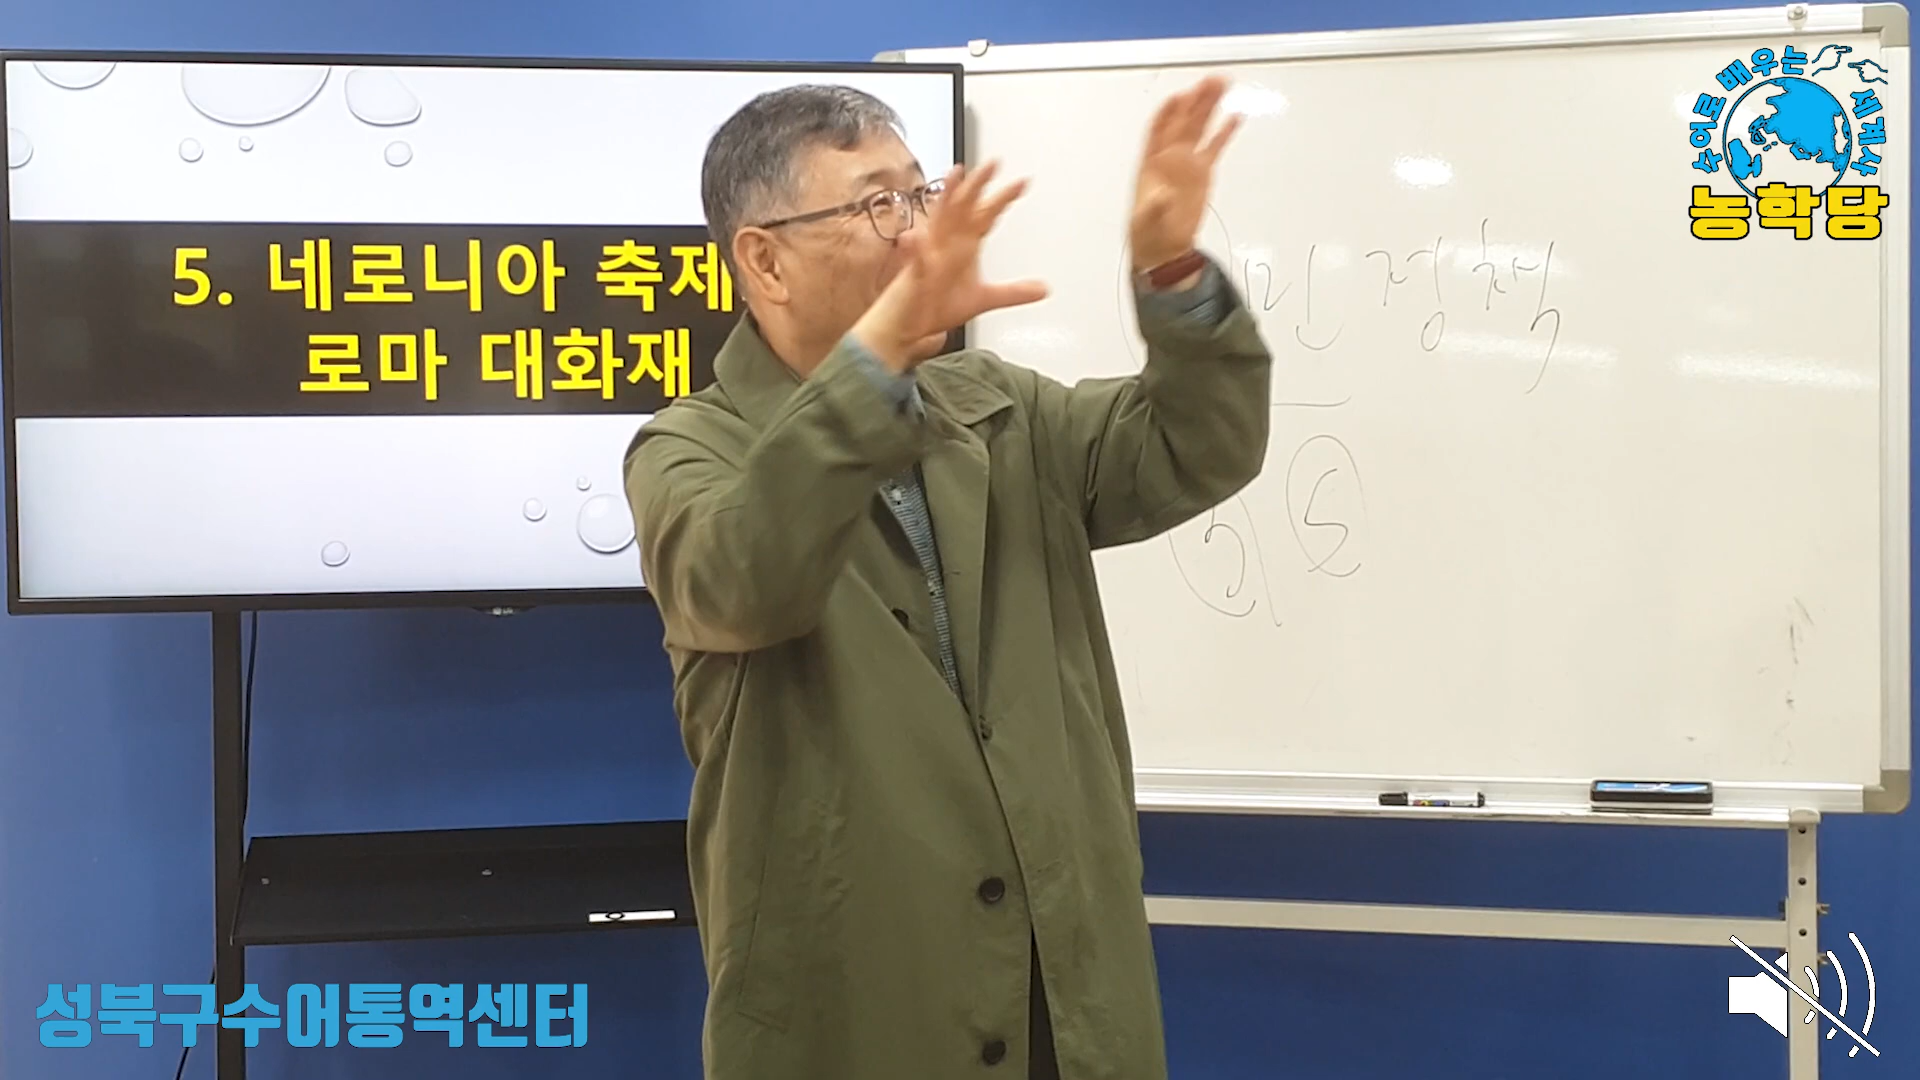 5. 네로니아 축제
로마 대화재
민정책
수어로 배우는 세계사
농학당
성북구수어통역센터